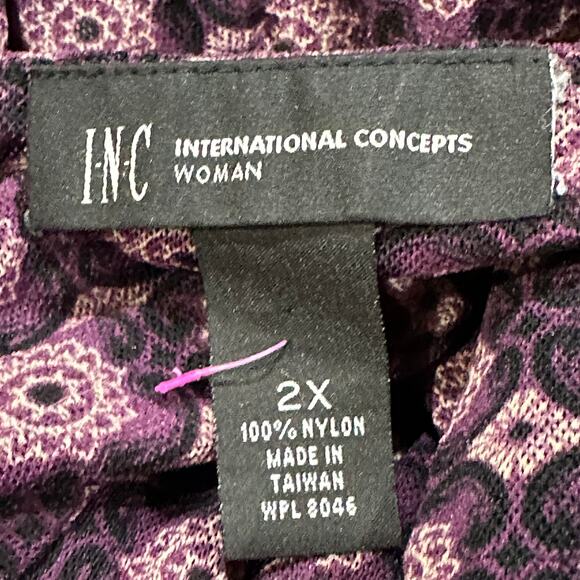 I·N·C INTERNATIONAL CONCEPTS
WOMAN
2X
100% NYLON
MADE IN
TAIWAN
WPL 8046